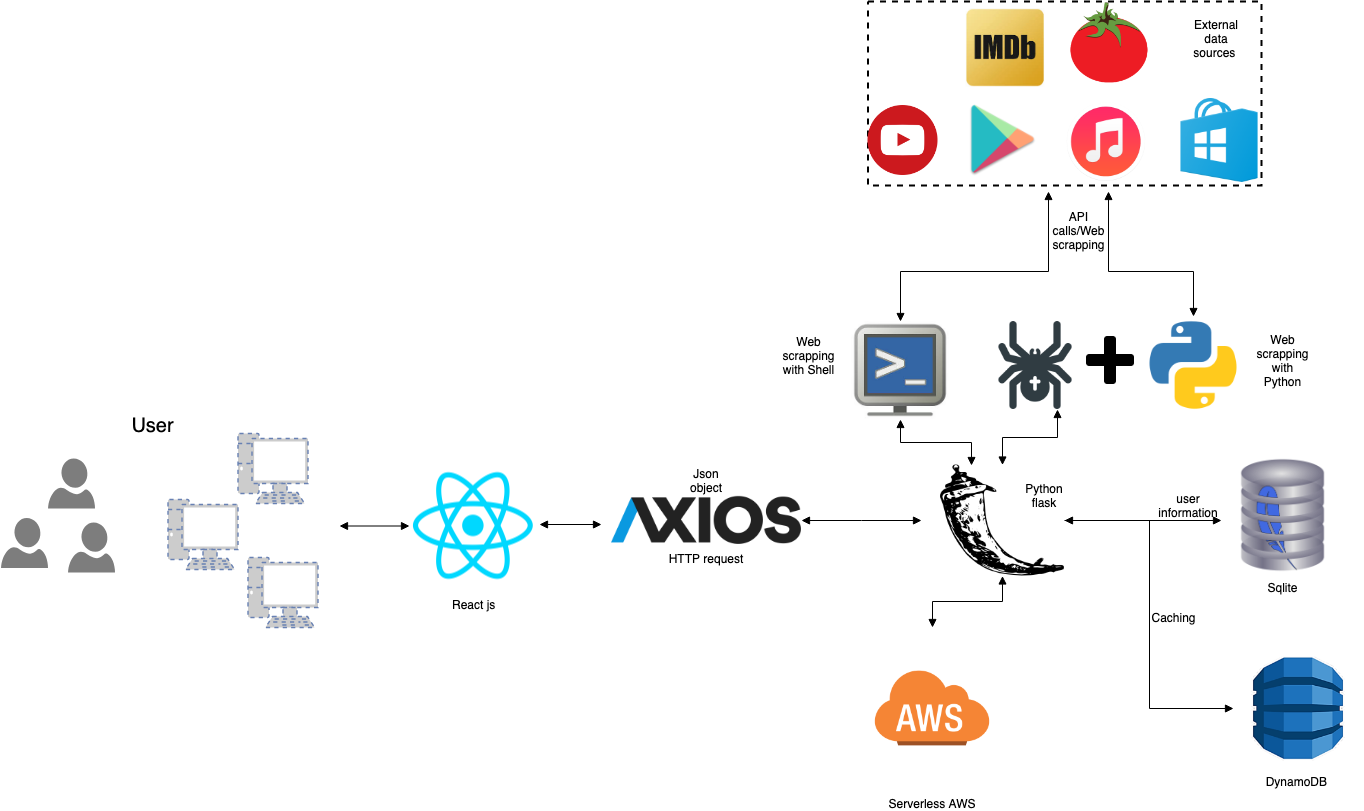 IMDb
External
data
sources
API
calls/Web
scrapping
Web
scrapping
with Shell
>_
Web
scrapping
with
Python
User
Json
object
AXIOS
HTTP request
React js
Python
flask
user
information
Sqlite
Caching
AWS
Serverless AWS
DynamoDB